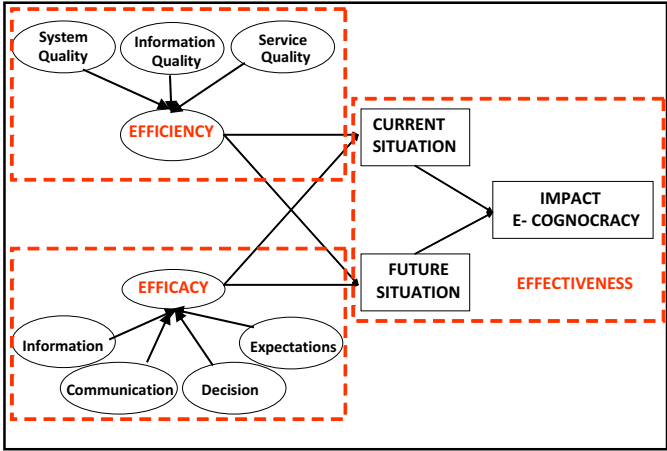 System
Quality
Information
Quality
Service
Quality
EFFICIENCY
CURRENT
SITUATION
IMPACT
E- COGNOCRACY
EFFICACY
FUTURE
SITUATION
EFFECTIVENESS
Information
Expectations
Communication
Decision